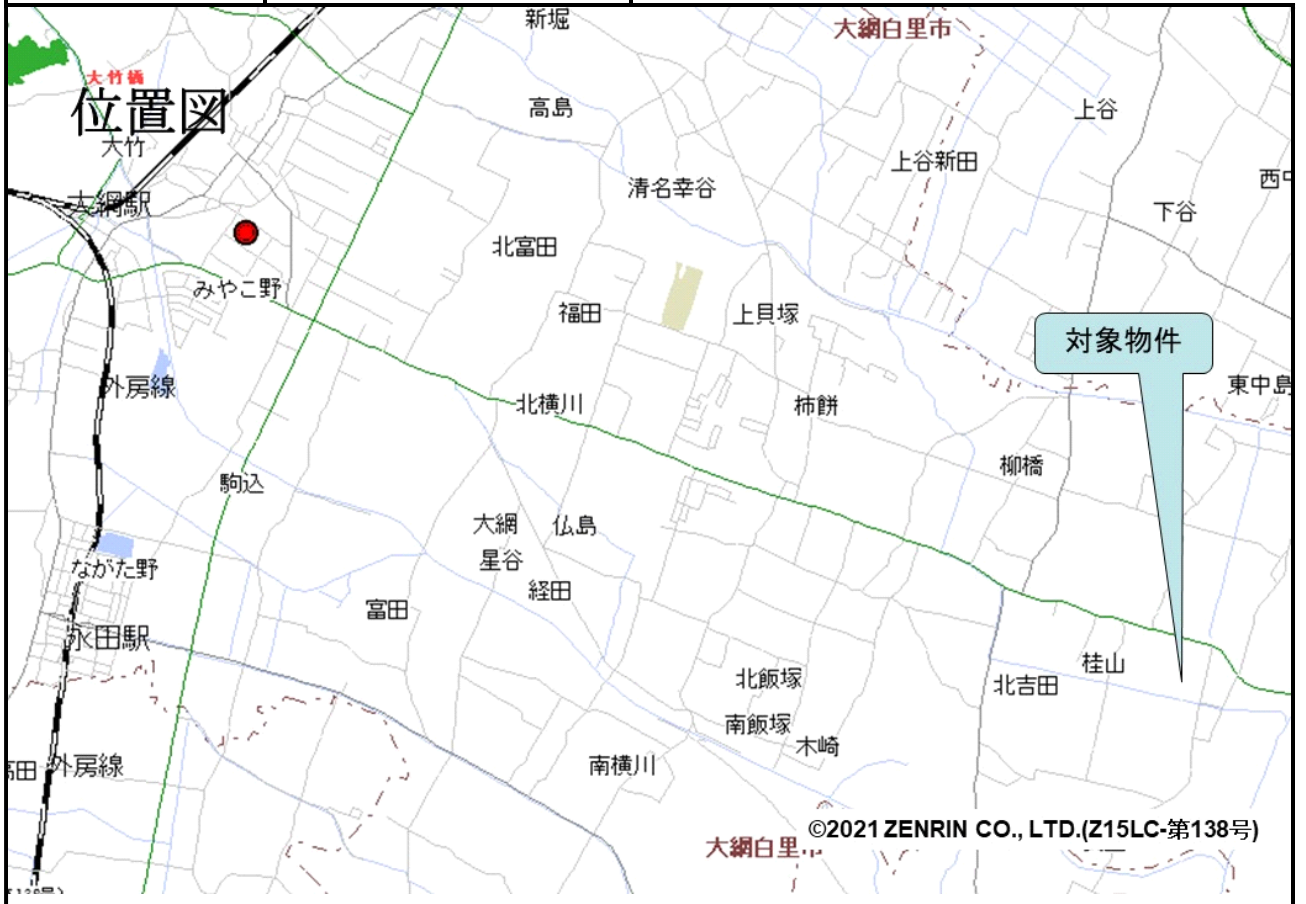 新堀
大網白里市
大竹橋
位置図
高島
上谷
大竹
上谷新田
清名幸谷
西中
大網駅
下谷
北富田
みやこ野
福田
上貝塚
対象物件
外房線
東中島
北横川
柿餅
柳橋
駒込
大網
仏島
星谷
ながた野
経田
富田
永田駅
桂山
北飯塚
北吉田
南飯塚
木崎
南横川
高田
外房線
©2021 ZENRIN CO., LTD.(Z15LC-第138号)
大網白里市